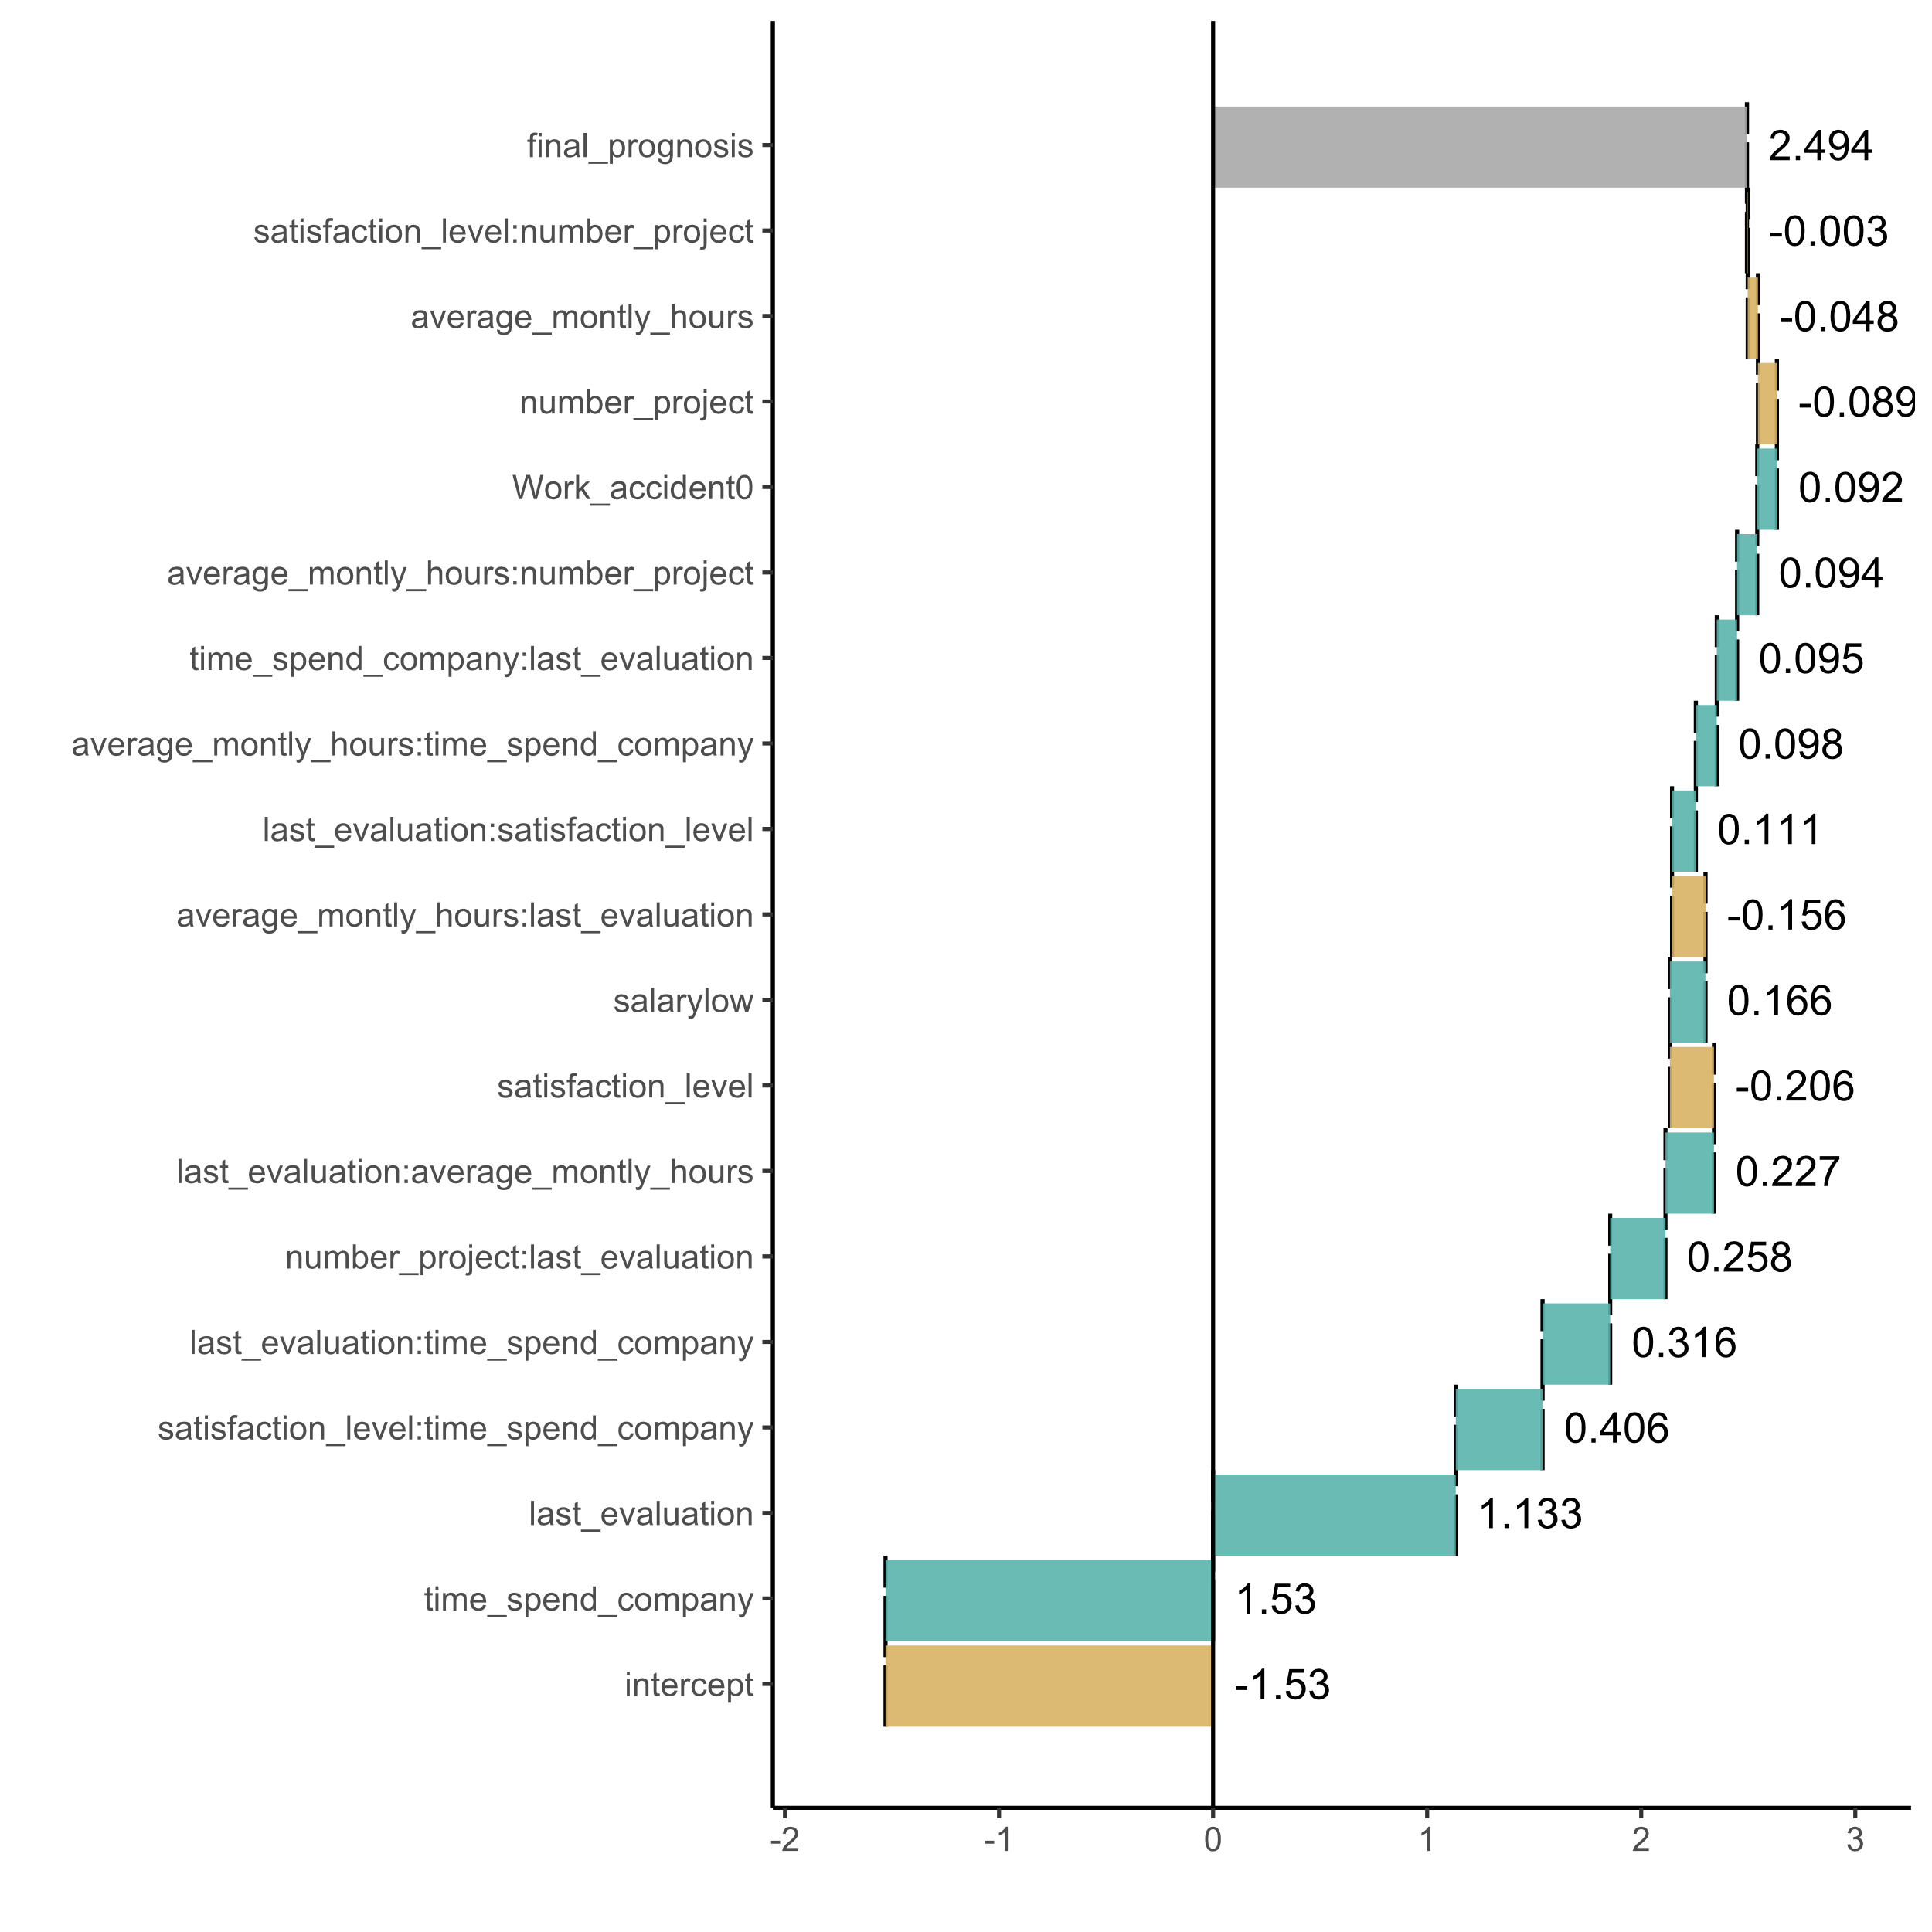 final_prognosis 2.494
satisfaction_level:number_project -0.003
average_montly_hours -0.048
number_project -0.089
Work_accident0 0.092
average_montly_hours:number_project 0.094
time_spend_company:last_evaluation 0.095
average_montly_hours:time_spend_company 0.098
last_evaluation:satisfaction_level 0.111
average_montly_hours:last_evaluation -0.156
salarylow 0.166
satisfaction_level -0.206
last_evaluation:average_montly_hours 0.227
number_project:last_evaluation 0.258
last_evaluation:time_spend_company 0.316
satisfaction_level:time_spend_company 0.406
last_evaluation 1.133
time_spend_company 1.53
intercept -1.53
-2 -1 0 1 2 3